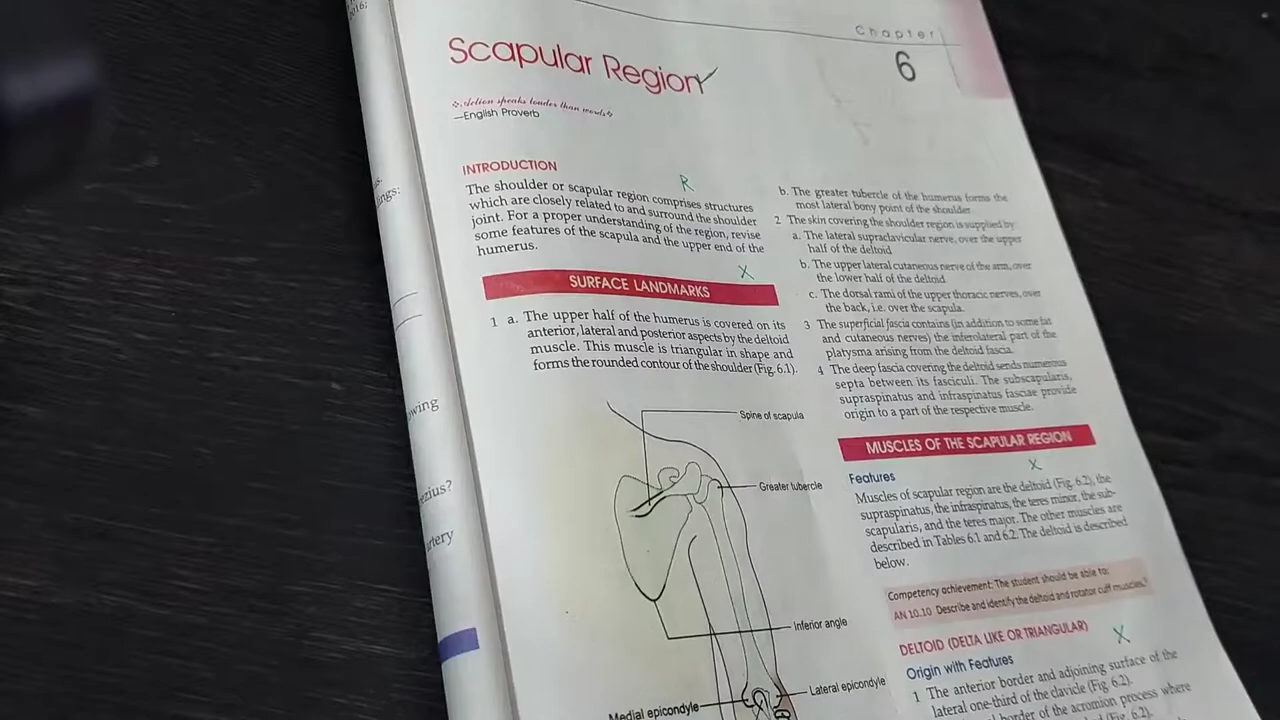 2016;
ings:
wing
ezius?
artery
Chapter
6
Scapular Region
Action speaks louder than words
—English Proverb
INTRODUCTION
R
The shoulder or scapular region comprises structures
which are closely related to and surround the shoulder
joint. For a proper understanding of the region, revise
some features of the scapula and the upper end of the
humerus.
X
SURFACE LANDMARKS
1 a. The upper half of the humerus is covered on its
anterior, lateral and posterior aspects by the deltoid
muscle. This muscle is triangular in shape and
forms the rounded contour of the shoulder (Fig. 6.1).
Spine of scapula
Greater tubercle
Inferior angle
Lateral epicondyle
Medial epicondyle
b. The greater tubercle of the humerus forms the
most lateral bony point of the shoulder.
2 The skin covering the shoulder region is supplied by:
a. The lateral supraclavicular nerve, over the upper
half of the deltoid
b. The upper lateral cutaneous nerve of the arm, over
the lower half of the deltoid
c. The dorsal rami of the upper thoracic nerves, over
the back, i.e. over the scapula.
3 The superficial fascia contains (in addition to some fat
and cutaneous nerves) the inferolateral part of the
platysma arising from the deltoid fascia.
4 The deep fascia covering the deltoid sends numerous
septa between its fasciculi. The subscapularis,
supraspinatus and infraspinatus fasciae provide
origin to a part of the respective muscle.
MUSCLES OF THE SCAPULAR REGION
X
Features
Muscles of scapular region are the deltoid (Fig. 6.2), the
supraspinatus, the infraspinatus, the teres minor, the sub-
scapularis, and the teres major. The other muscles are
described in Tables 6.1 and 6.2. The deltoid is described
below.
Competency achievement: The student should be able to:
AN 10.10 Describe and identify the deltoid and rotator cuff muscles.
DELTOID (DELTA LIKE OR TRIANGULAR)
X
Origin with Features
1 The anterior border and adjoining surface of the
lateral one-third of the clavicle (Fig. 6.2).
border of the acromion process where
(Fig. 6.2).